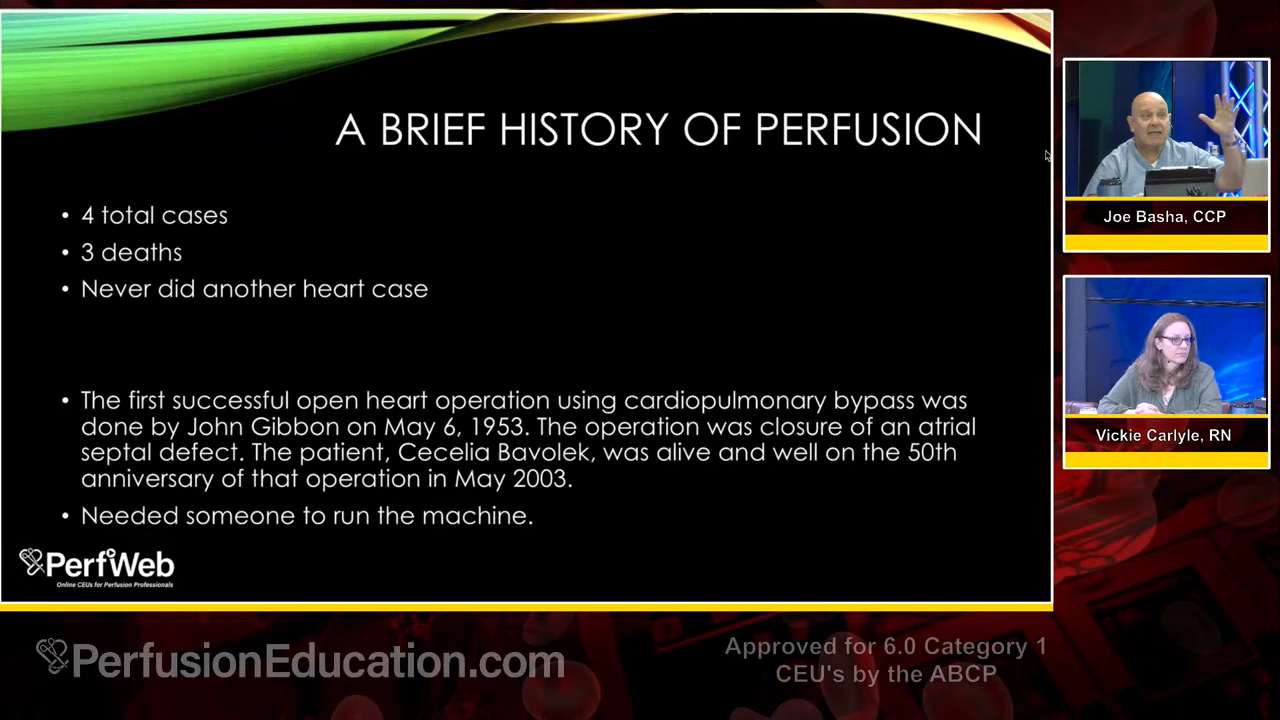 A BRIEF HISTORY OF PERFUSION
• 4 total cases
• 3 deaths
• Never did another heart case
• The first successful open heart operation using cardiopulmonary bypass was
done by John Gibbon on May 6, 1953. The operation was closure of an atrial
septal defect. The patient, Cecelia Bavolek, was alive and well on the 50th
anniversary of that operation in May 2003.
• Needed someone to run the machine.
PerfWeb
Online CEUs for Perfusion Professionals
Joe Basha, CCP
Vickie Carlyle, RN
PerfusionEducation.com
Approved for 6.0 Category 1
CEU's by the ABCP